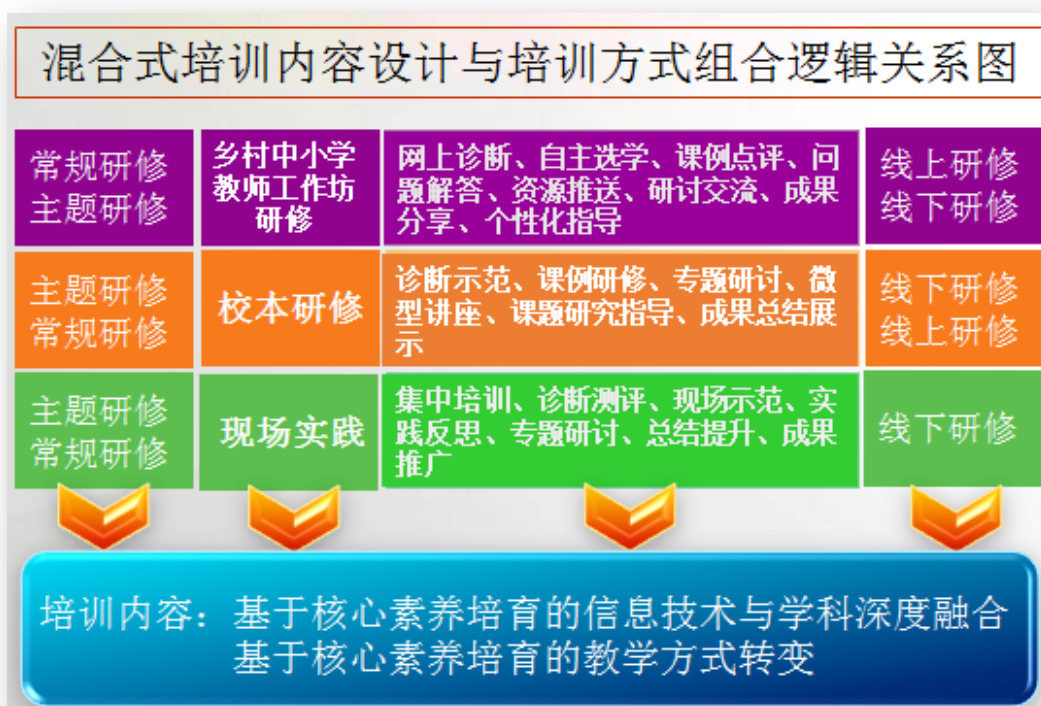 混合式培训内容设计与培训方式组合逻辑关系图
常规研修
主题研修
乡村中小学
教师工作坊
研修
网上诊断、自主选学、课例点评、问
题解答、资源推送、研讨交流、成果
分享、个性化指导
线上研修
线下研修
主题研修
常规研修
校本研修
诊断示范、课例研修、专题研讨、微
型讲座、课题研究指导、成果总结展
示
线下研修
线上研修
主题研修
常规研修
现场实践
集中培训、诊断测评、现场示范、实
践反思、专题研讨、总结提升、成果
推广
线下研修
培训内容：基于核心素养培育的信息技术与学科深度融合
基于核心素养培育的教学方式转变